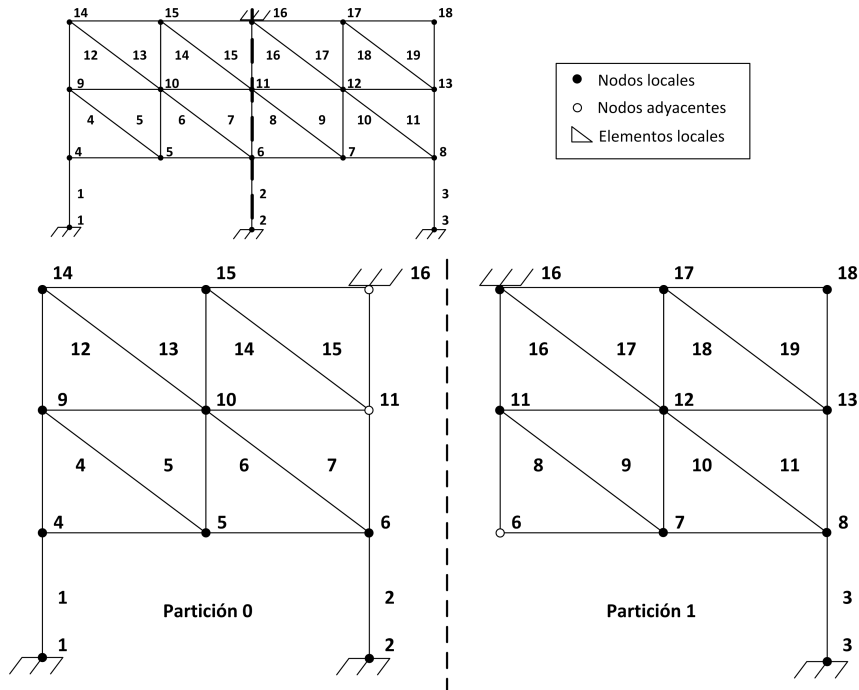 14 15 16 17 18
12 13 14 15 16 17 18 19
9 10 11 12 13
4 5 6 7 8 9 10 11
4 5 6 7 8
1 2 3
1 2 3
Nodos locales
Nodos adyacentes
Elementos locales
14 15 16
12 13 14 15
9 10 11
4 5 6 7
4 5 6
1 Partición 0 2
1 2
16 17 18
16 17 18 19
11 12 13
8 9 10 11
6 7 8
Partición 1 3
3